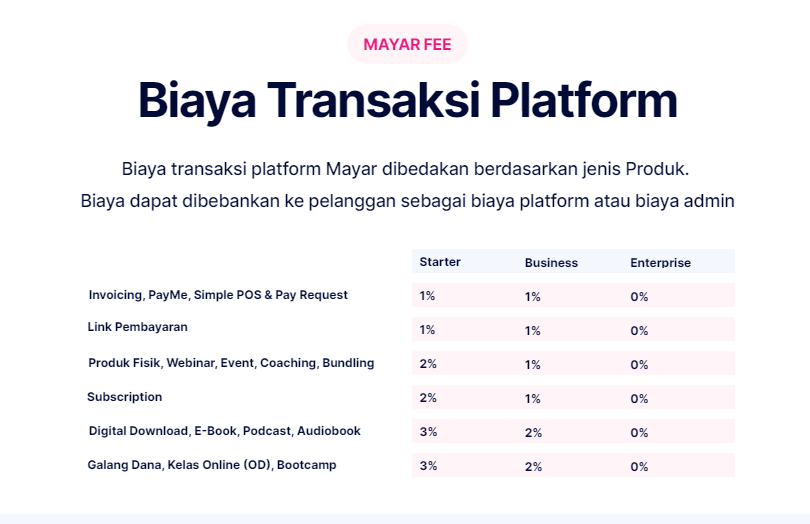 MAYAR FEE
Biaya Transaksi Platform
Biaya transaksi platform Mayar dibedakan berdasarkan jenis Produk.
Biaya dapat dibebankan ke pelanggan sebagai biaya platform atau biaya admin
Starter Business Enterprise
Invoicing, PayMe, Simple POS & Pay Request 1% 1% 0%
Link Pembayaran 1% 1% 0%
Produk Fisik, Webinar, Event, Coaching, Bundling 2% 1% 0%
Subscription 2% 1% 0%
Digital Download, E-Book, Podcast, Audiobook 3% 2% 0%
Galang Dana, Kelas Online (OD), Bootcamp 3% 2% 0%